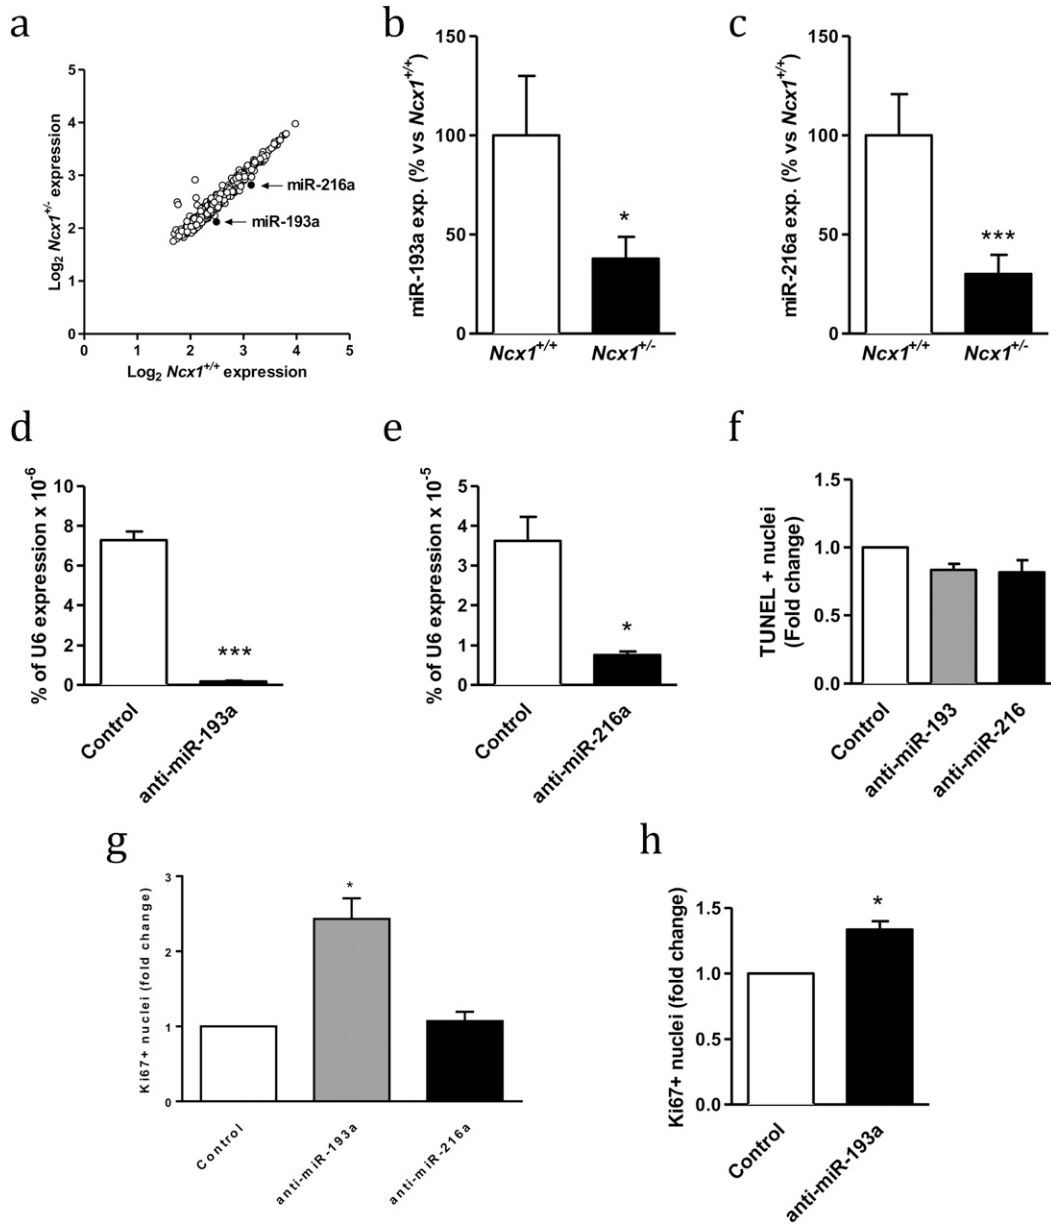 a
5
4
3
2
1
0
0 1 2 3 4 5
Log2 Ncx1+/- expression
Log2 Ncx1+/+ expression
miR-216a
miR-193a
b
150
100
50
0
miR-193a exp. (% vs Ncx1+/+)
*
Ncx1+/+ Ncx1+/-
c
150
100
50
0
miR-216a exp. (% vs Ncx1+/+)
***
Ncx1+/+ Ncx1+/-
d
10
8
6
4
2
0
% of U6 expression x 10-6
***
Control
anti-miR-193a
e
5
4
3
2
1
0
% of U6 expression x 10-5
*
Control
anti-miR-216a
f
1.5
1.0
0.5
0.0
TUNEL + nuclei
(Fold change)
Control
anti-miR-193
anti-miR-216
g
3
2
1
0
Ki67+ nuclei (fold change)
*
Control
anti-miR-193a
anti-miR-216a
h
1.5
1.0
0.5
0.0
Ki67+ nuclei (fold change)
*
Control
anti-miR-193a